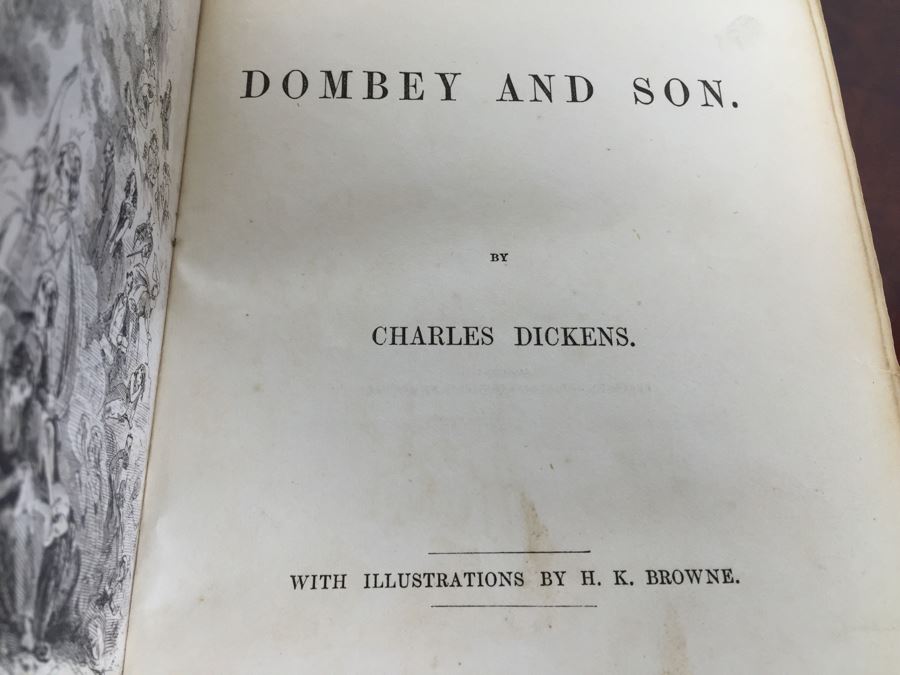 DOMBEY AND SON.
BY
CHARLES DICKENS.
WITH ILLUSTRATIONS BY H. K. BROWNE.